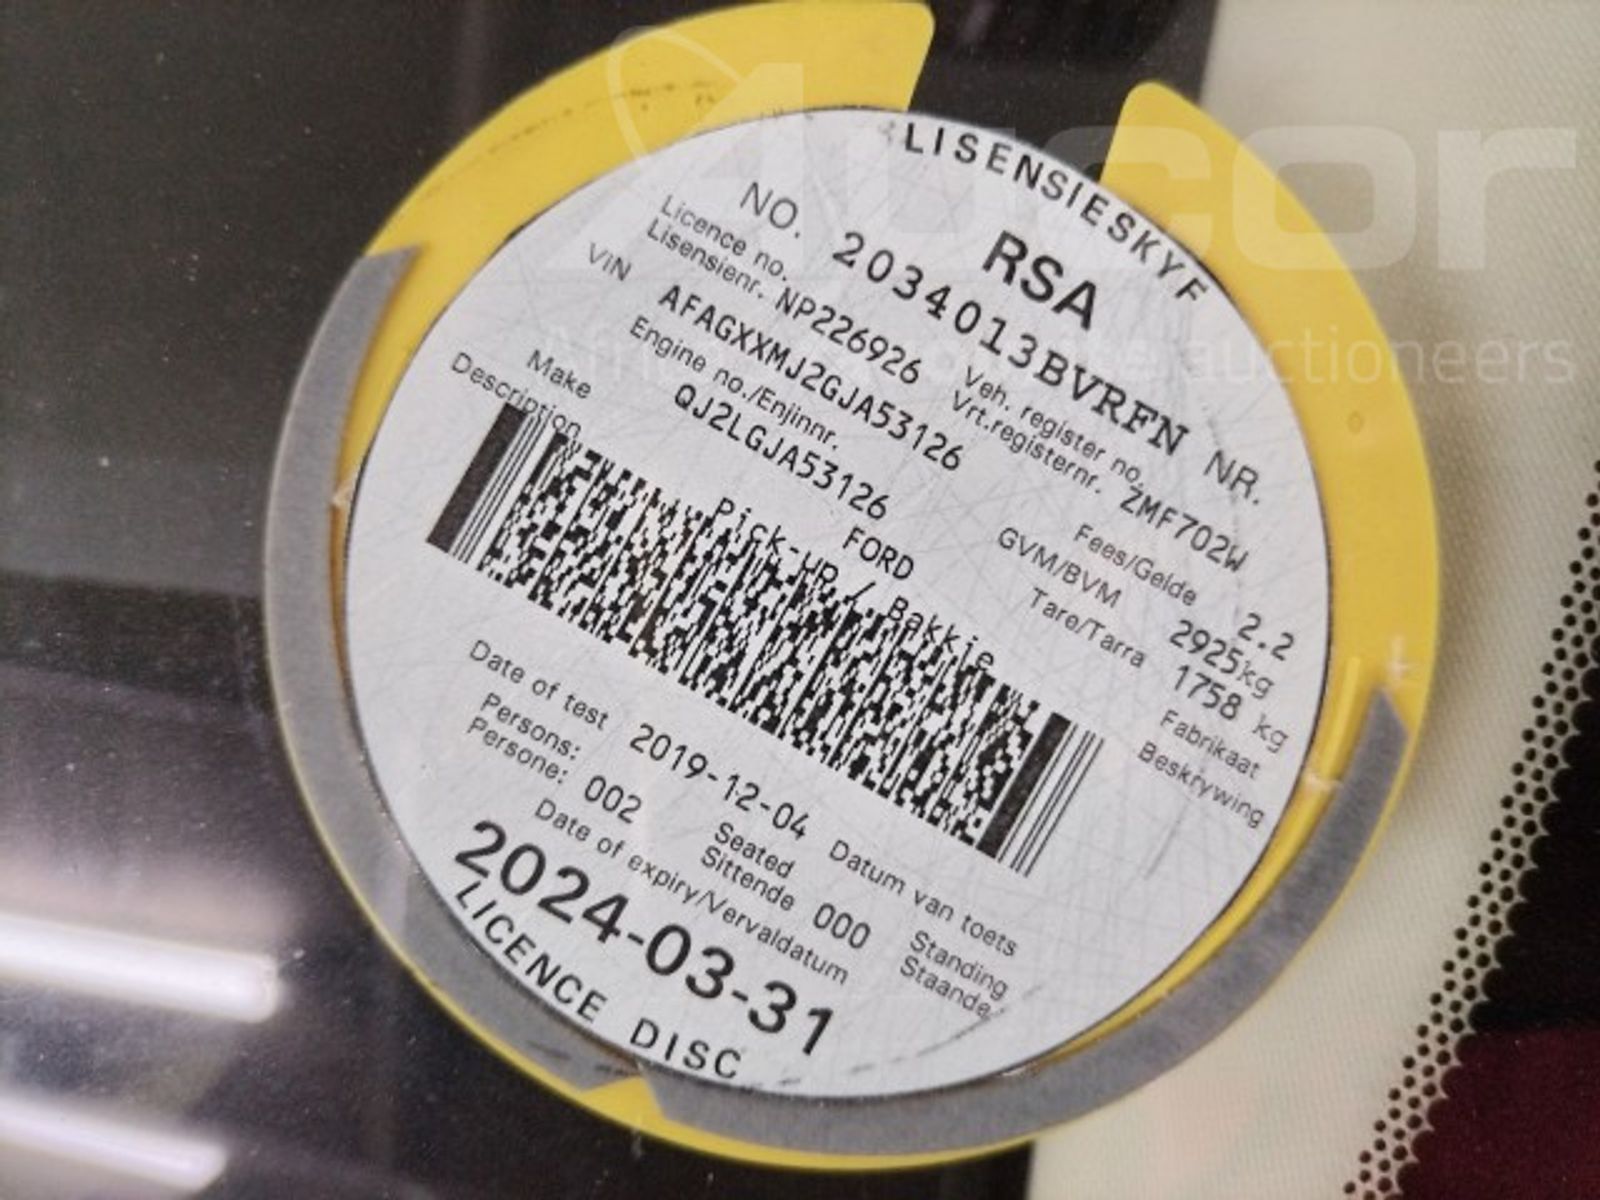 LISENSIESKYF
RSA
NO. 2034013BVRFN NR.
Licence no.
Lisensienr. NP226926 Veh. register no.
Vrt.registernr. ZMF702W
VIN AFAGXXMJ2GJA53126 Fees/Gelde 2.2
Engine no./Enjinnr. GVM/BVM 2925kg
QJ2LGJA53126 Tare/Tarra 1758 kg
Make FORD Fabrikaat
Description Pick-up / Bakkie Beskrywing
Date of test 2019-12-04 Datum van toets
Persons: Seated Standing
Persone: 002 Sittende 000 Staande
Date of expiry/Vervaldatum
2024-03-31
LICENCE DISC
Aucor
auctioneers